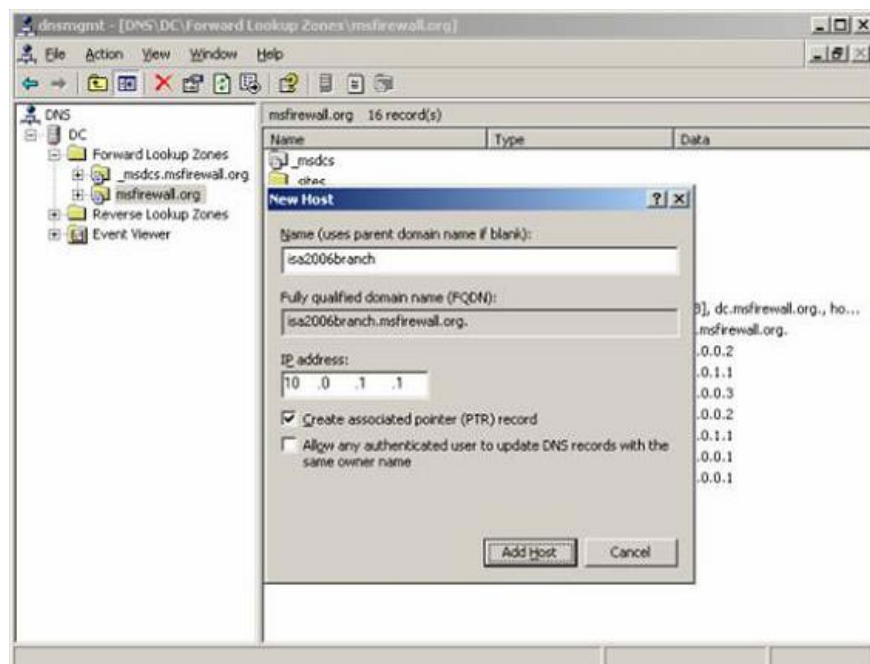 dnsmgmt - [DNS\DC\Forward Lookup Zones\msfirewall.org]
File Action View Window Help
DNS
DC
Forward Lookup Zones
_msdcs.msfirewall.org
msfirewall.org
Reverse Lookup Zones
Event Viewer
msfirewall.org 16 record(s)
Name Type Data
_msdcs
New Host
Name (uses parent domain name if blank):
isa2006branch
Fully qualified domain name (FQDN):
isa2006branch.msfirewall.org.
IP address:
10 .0 .1 .1
Create associated pointer (PTR) record
Allow any authenticated user to update DNS records with the
same owner name
Add Host Cancel
], dc.msfirewall.org., ho...
.msfirewall.org.
.0.0.2
.0.1.1
.0.0.3
.0.0.2
.0.1.1
.0.0.1
.0.0.1